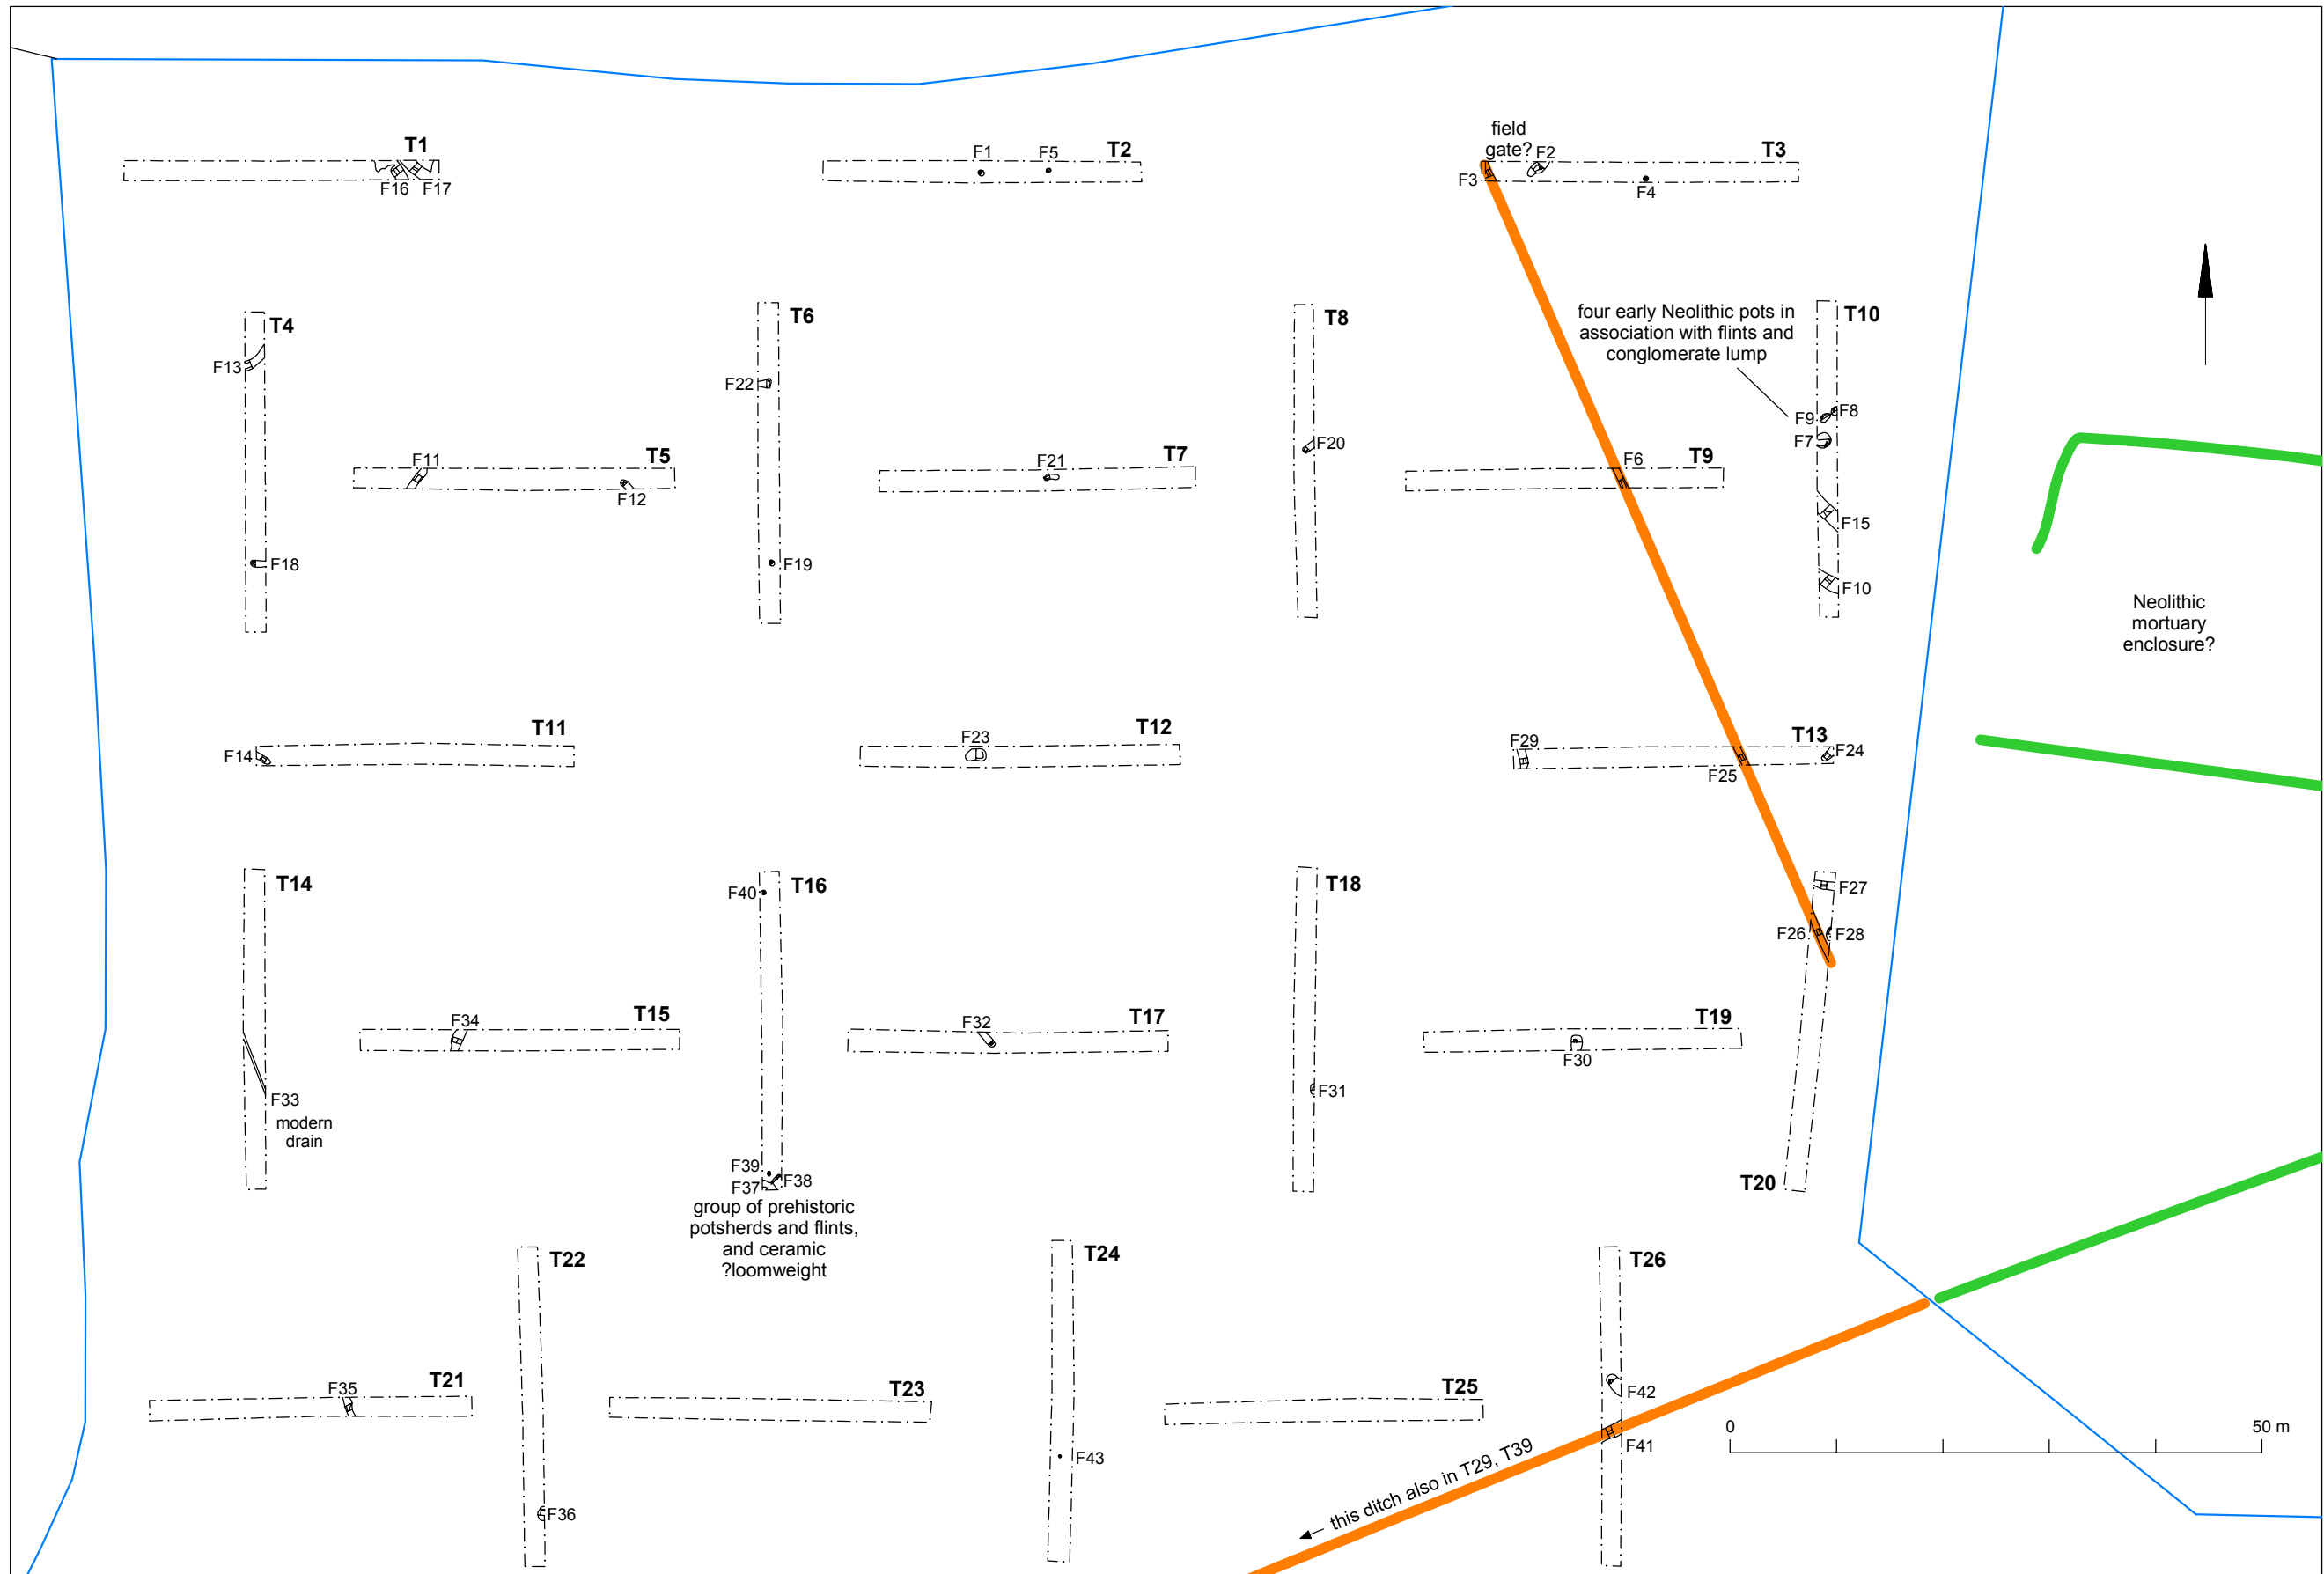 T1
F16
F17
F1
F5
T2
field
gate?
F2
T3
F3
F4
T4
F13
T6
F22
T8
four early Neolithic pots in
association with flints and
conglomerate lump
T10
F9
F8
F7
F11
T5
F12
F21
T7
F20
F6
T9
F15
F18
F19
F10
Neolithic
mortuary
enclosure?
F14
T11
F23
T12
F29
T13
F24
F25
T14
F40
T16
T18
F27
F26
F28
F34
T15
F32
T17
T19
F30
F33
modern
drain
F31
F39
F37
F38
group of prehistoric
potsherds and flints,
and ceramic
?loomweight
T20
T22
T24
T26
F35
T21
T23
T25
F42
F41
F43
this ditch also in T29, T39
0
50 m
F36